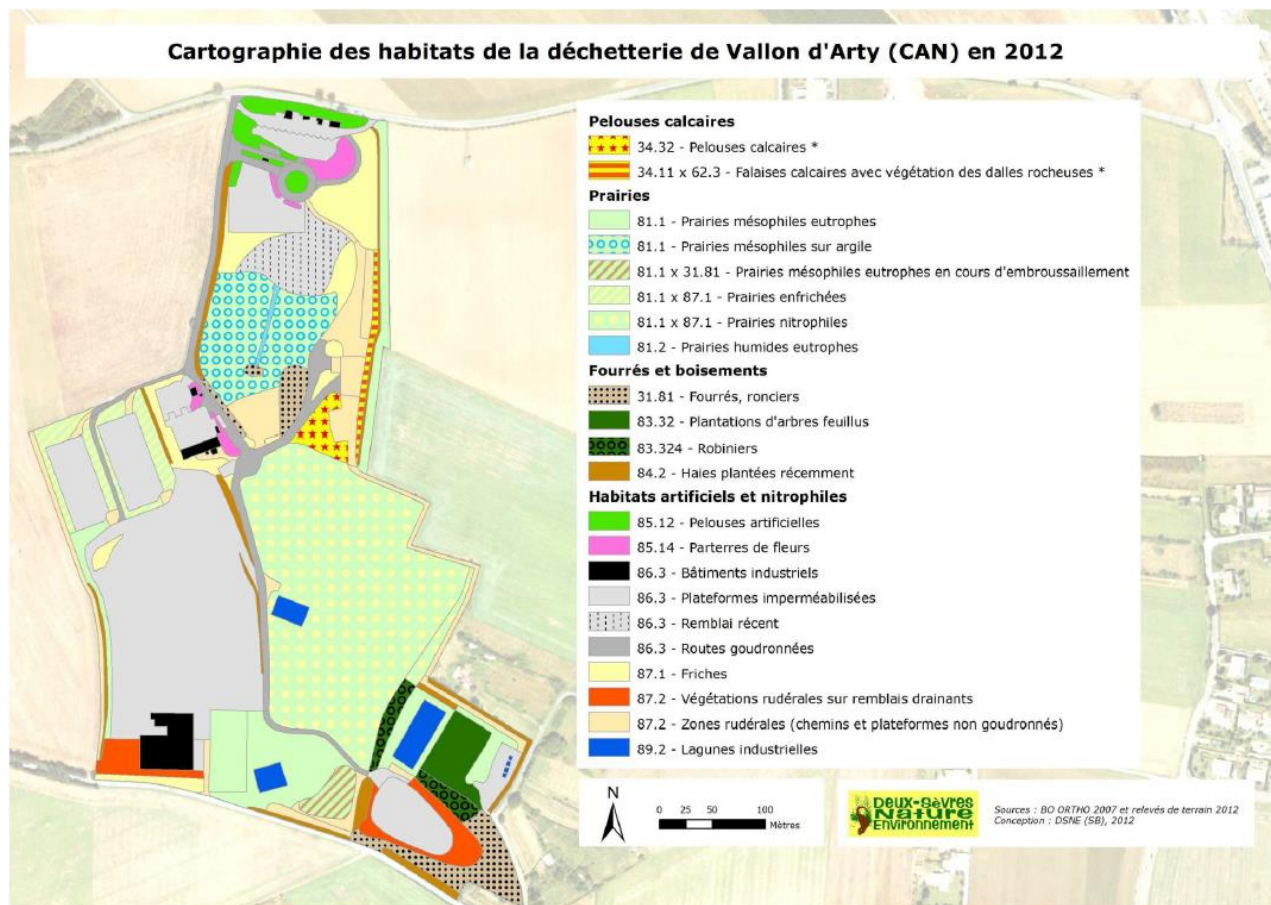 Cartographie des habitats de la déchetterie de Vallon d'Arty (CAN) en 2012
Pelouses calcaires
34.32 - Pelouses calcaires *
34.11 x 62.3 - Falaises calcaires avec végétation des dalles rocheuses *
Prairies
81.1 - Prairies mésophiles eutrophes
81.1 - Prairies mésophiles sur argile
81.1 x 31.81 - Prairies mésophiles eutrophes en cours d'embroussaillement
81.1 x 87.1 - Prairies enfrichées
81.1 x 87.1 - Prairies nitrophiles
81.2 - Prairies humides eutrophes
Fourrés et boisements
31.81 - Fourrés, ronciers
83.32 - Plantations d'arbres feuillus
83.324 - Robiniers
84.2 - Haies plantées récemment
Habitats artificiels et nitrophiles
85.12 - Pelouses artificielles
85.14 - Parterres de fleurs
86.3 - Bâtiments industriels
86.3 - Plateformes imperméabilisées
86.3 - Remblai récent
86.3 - Routes goudronnées
87.1 - Friches
87.2 - Végétations rudérales sur remblais drainants
87.2 - Zones rudérales (chemins et plateformes non goudronnés)
89.2 - Lagunes industrielles
N
0 25 50 100
Mètres
Deux-Sèvres
Nature
Environnement
Sources : BO ORTHO 2007 et relevés de terrain 2012
Conception : DSNE (SB), 2012